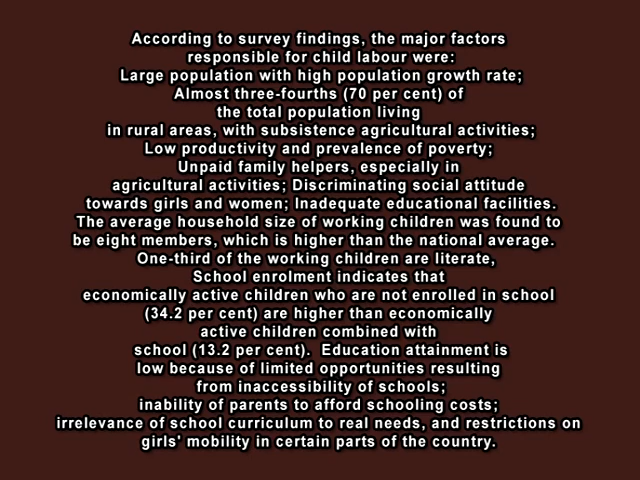 According to survey findings, the major factors
responsible for child labour were:
Large population with high population growth rate;
Almost three-fourths (70 per cent) of
the total population living
in rural areas, with subsistence agricultural activities;
Low productivity and prevalence of poverty;
Unpaid family helpers, especially in
agricultural activities; Discriminating social attitude
towards girls and women; Inadequate educational facilities.
The average household size of working children was found to
be eight members, which is higher than the national average.
One-third of the working children are literate,
School enrolment indicates that
economically active children who are not enrolled in school
(34.2 per cent) are higher than economically
active children combined with
school (13.2 per cent).  Education attainment is
low because of limited opportunities resulting
from inaccessibility of schools;
inability of parents to afford schooling costs;
irrelevance of school curriculum to real needs, and restrictions on
girls' mobility in certain parts of the country.